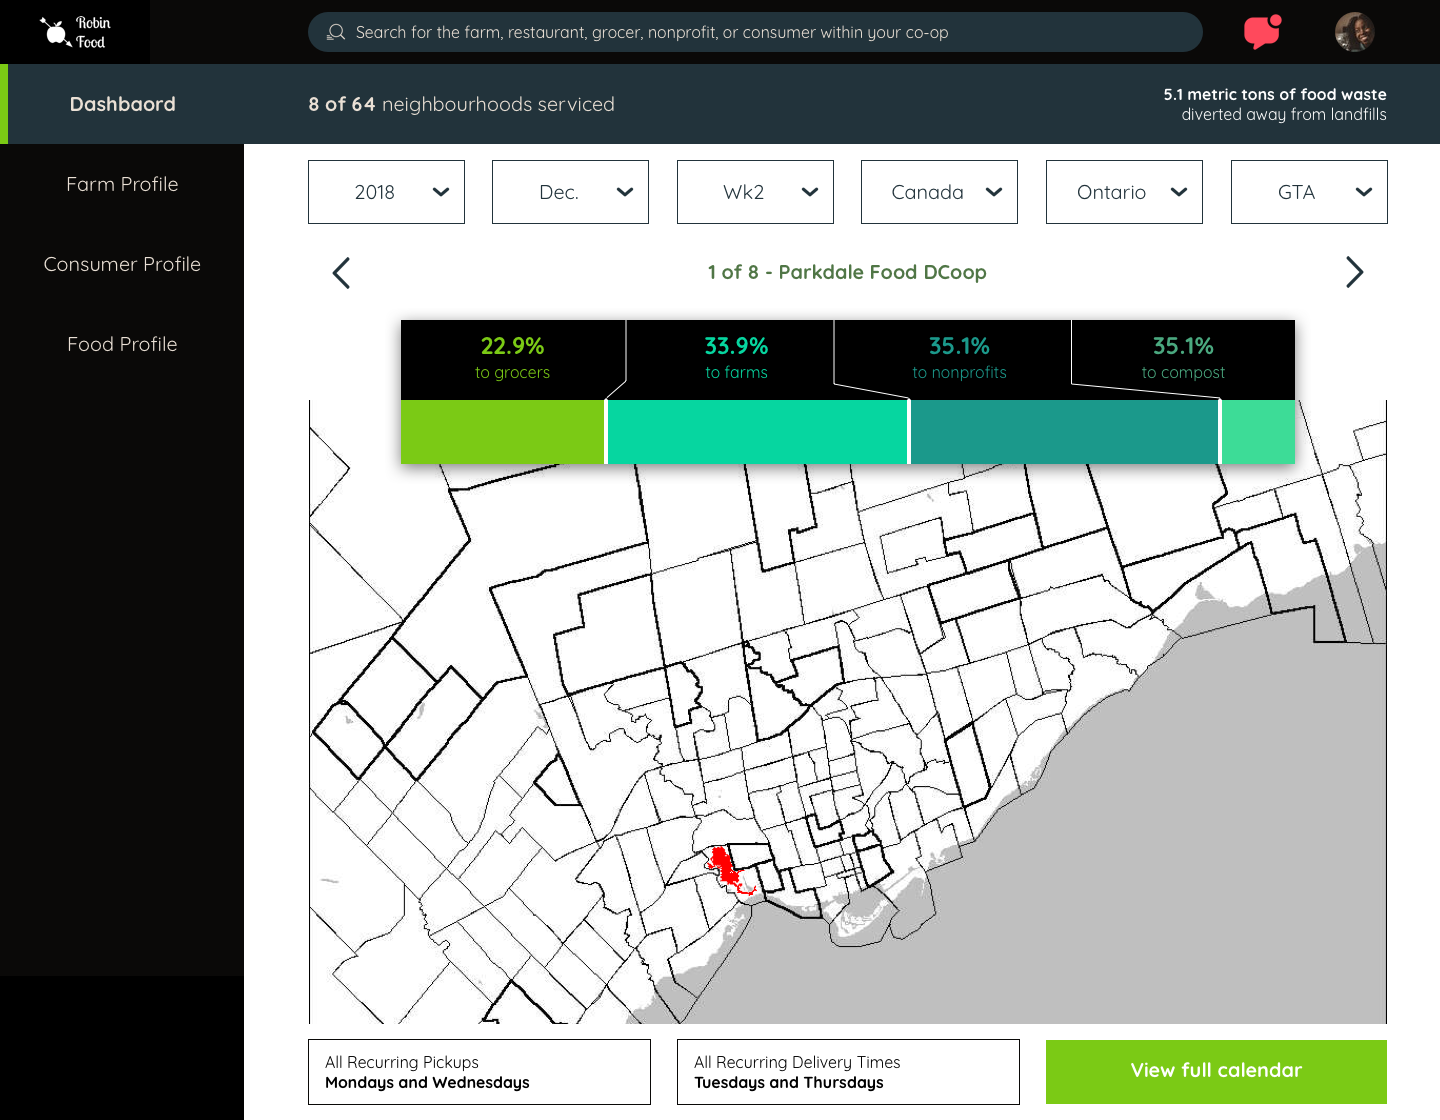 Robin
Food
Search for the farm, restaurant, grocer, nonprofit, or consumer within your co-op
Dashbaord
8 of 64 neighbourhoods serviced
5.1 metric tons of food waste
diverted away from landfills
Farm Profile
Consumer Profile
Food Profile
2018
Dec.
Wk2
Canada
Ontario
GTA
1 of 8 - Parkdale Food DCoop
22.9%
to grocers
33.9%
to farms
35.1%
to nonprofits
35.1%
to compost
All Recurring Pickups
Mondays and Wednesdays
All Recurring Delivery Times
Tuesdays and Thursdays
View full calendar